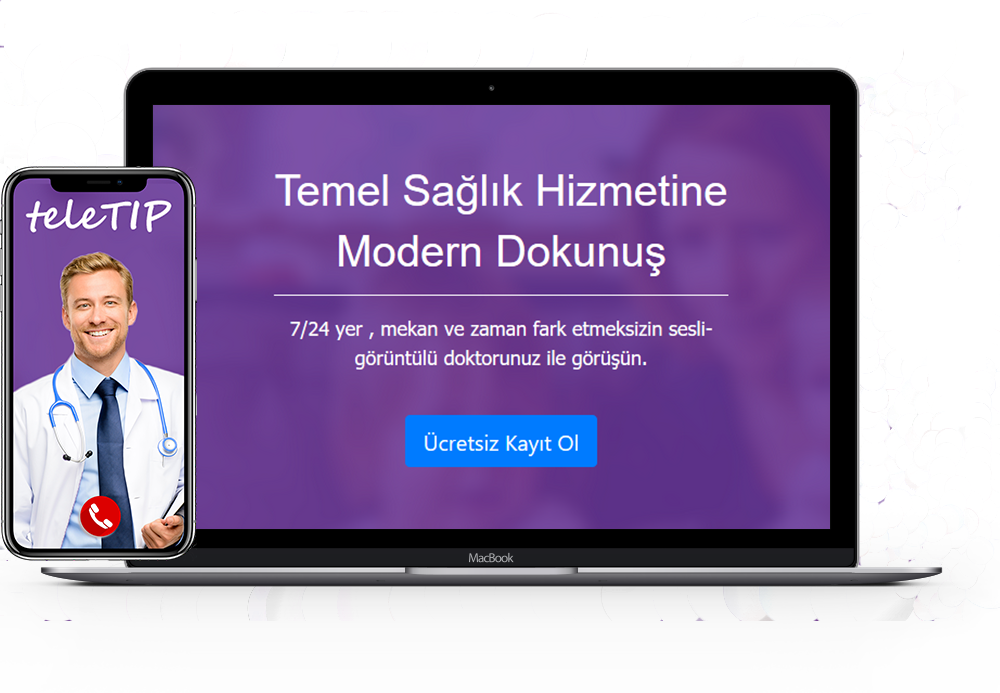 teleTIP
Temel Sağlık Hizmetine
Modern Dokunuş
7/24 yer , mekan ve zaman fark etmeksizin sesli-
görüntülü doktorunuz ile görüşün.
Ücretsiz Kayıt Ol
MacBook